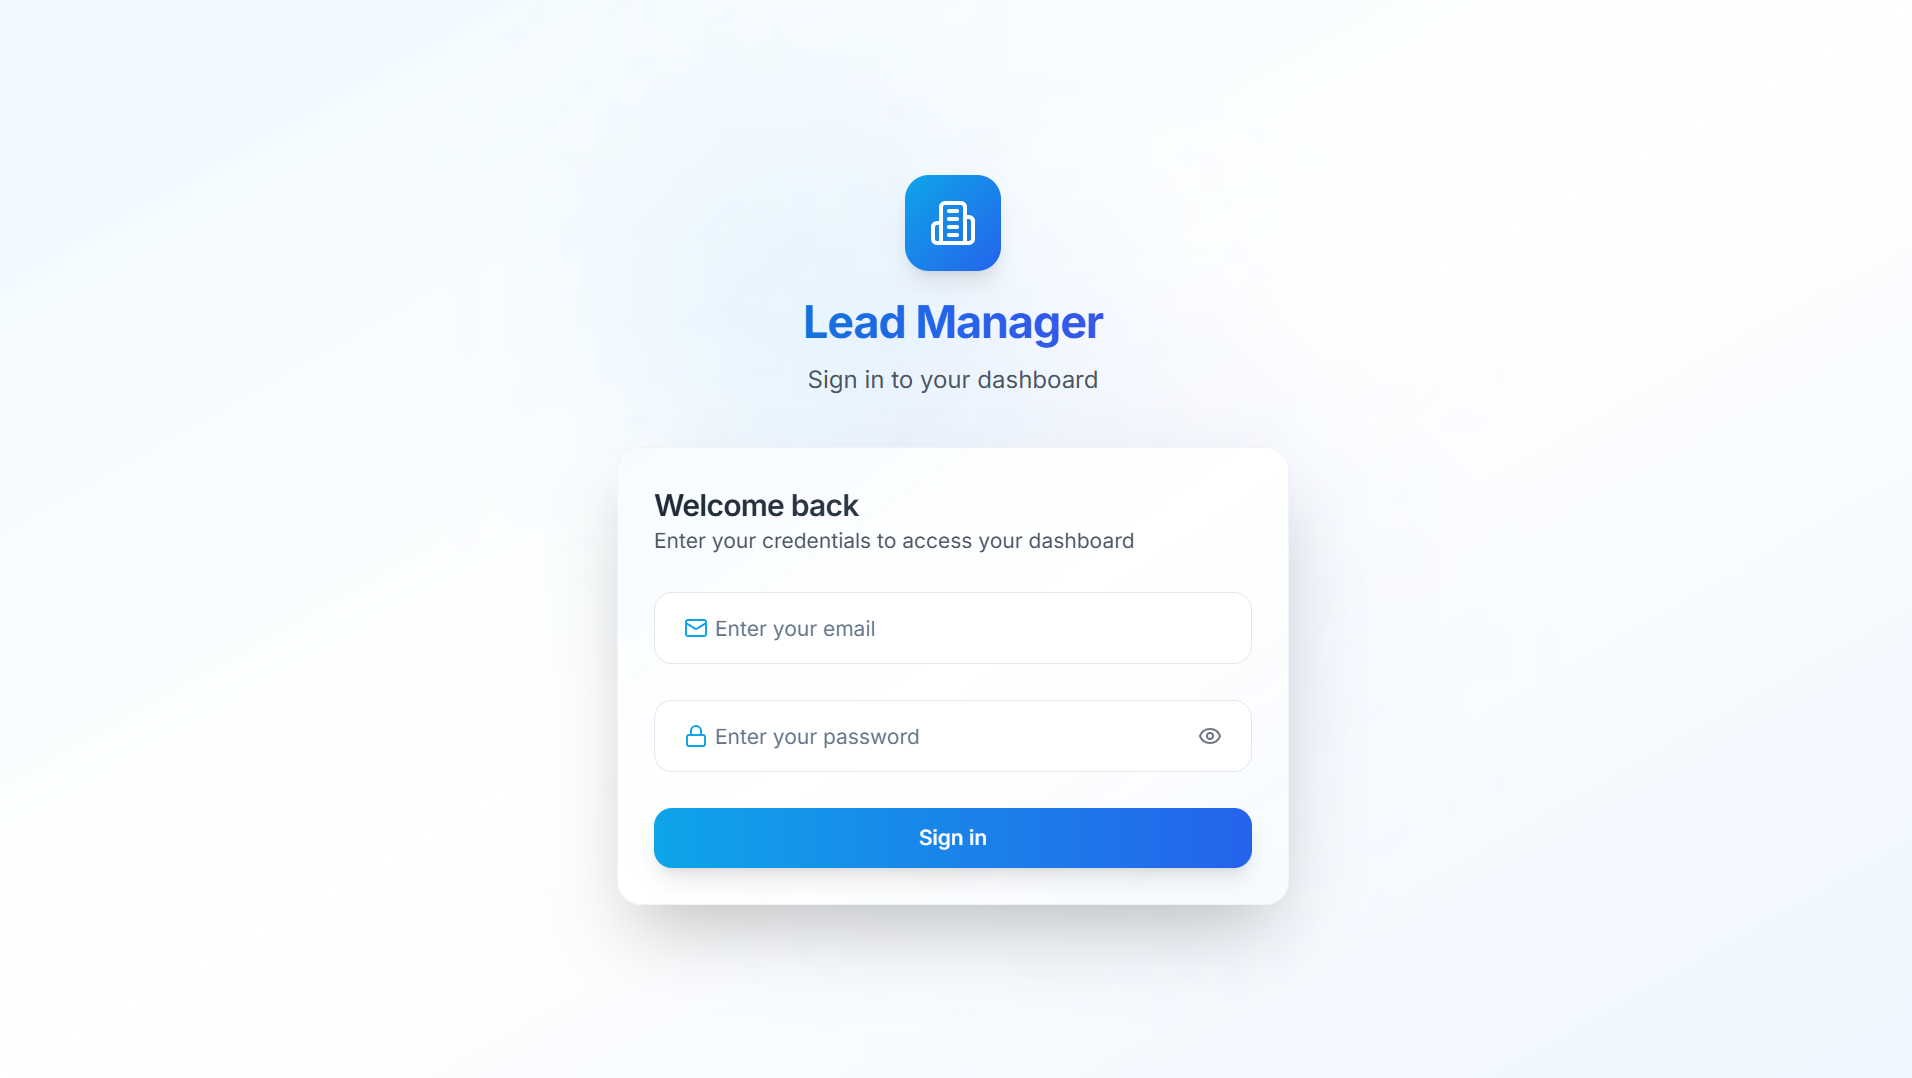 Lead Manager
Sign in to your dashboard
Welcome back
Enter your credentials to access your dashboard
Enter your email
Enter your password
Sign in